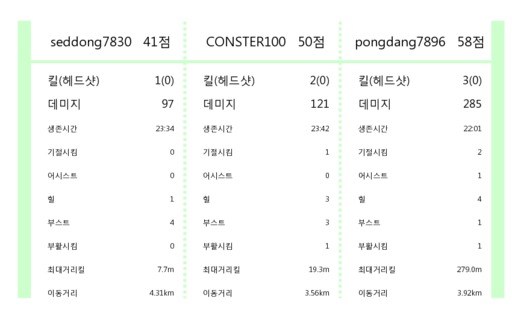 seddong7830 41점 CONSTER100 50점 pongdang7896 58점
킬(헤드샷) 1(0) 킬(헤드샷) 2(0) 킬(헤드샷) 3(0)
데미지 97 데미지 121 데미지 285
생존시간 23:34 생존시간 23:42 생존시간 22:01
기절시킴 0 기절시킴 1 기절시킴 2
어시스트 0 어시스트 0 어시스트 1
힐 1 힐 3 힐 4
부스트 4 부스트 3 부스트 1
부활시킴 0 부활시킴 1 부활시킴 1
최대거리킬 7.7m 최대거리킬 19.3m 최대거리킬 279.0m
이동거리 4.31km 이동거리 3.56km 이동거리 3.92km